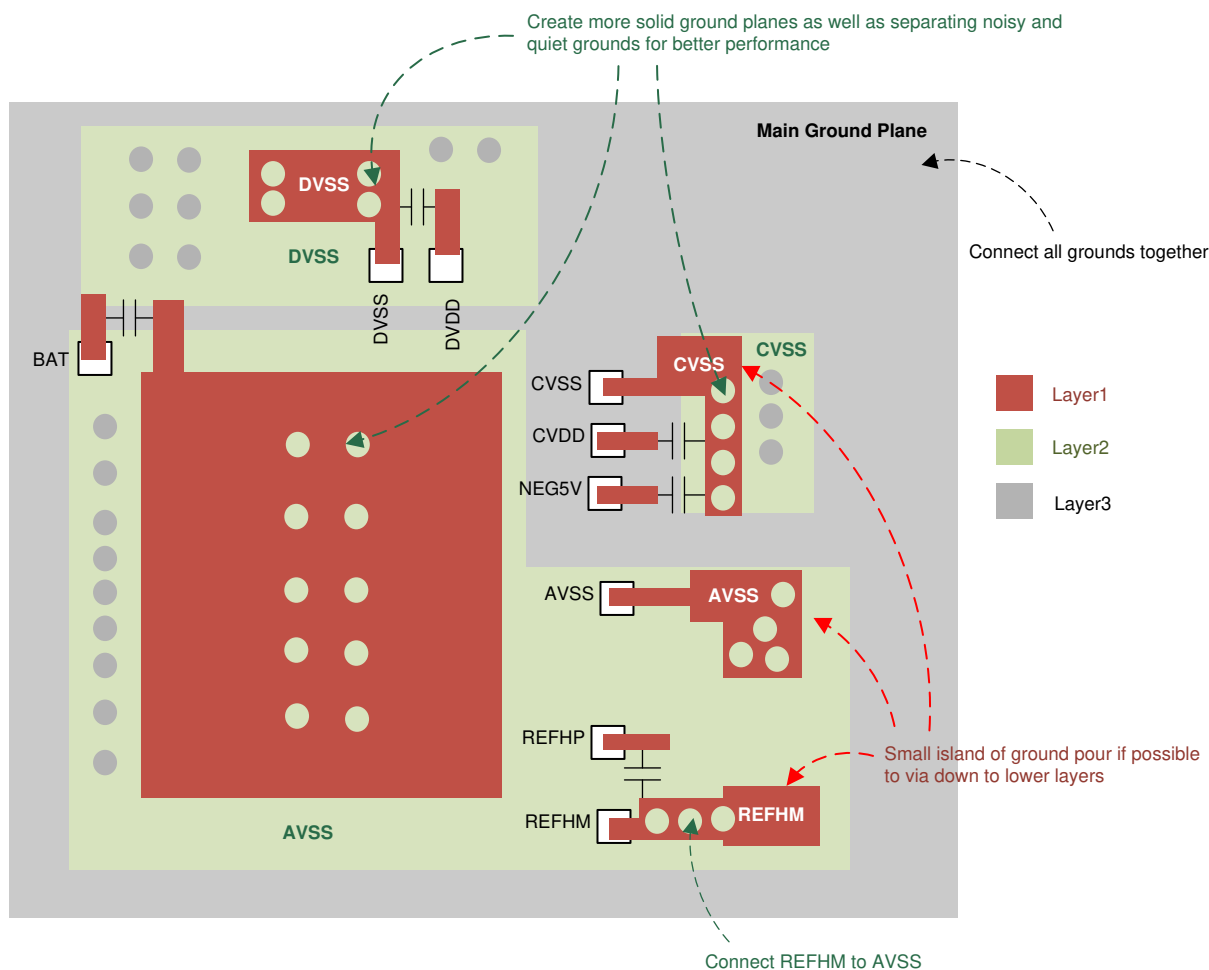 Create more solid ground planes as well as separating noisy and
quiet grounds for better performance
Main Ground Plane
Connect all grounds together
DVSS
DVSS
DVSS
DVDD
BAT
CVSS
CVSS
CVSS
CVDD
NEG5V
Layer1
Layer2
Layer3
AVSS
AVSS
REFHP
Small island of ground pour if possible
to via down to lower layers
REFHM
REFHM
AVSS
Connect REFHM to AVSS